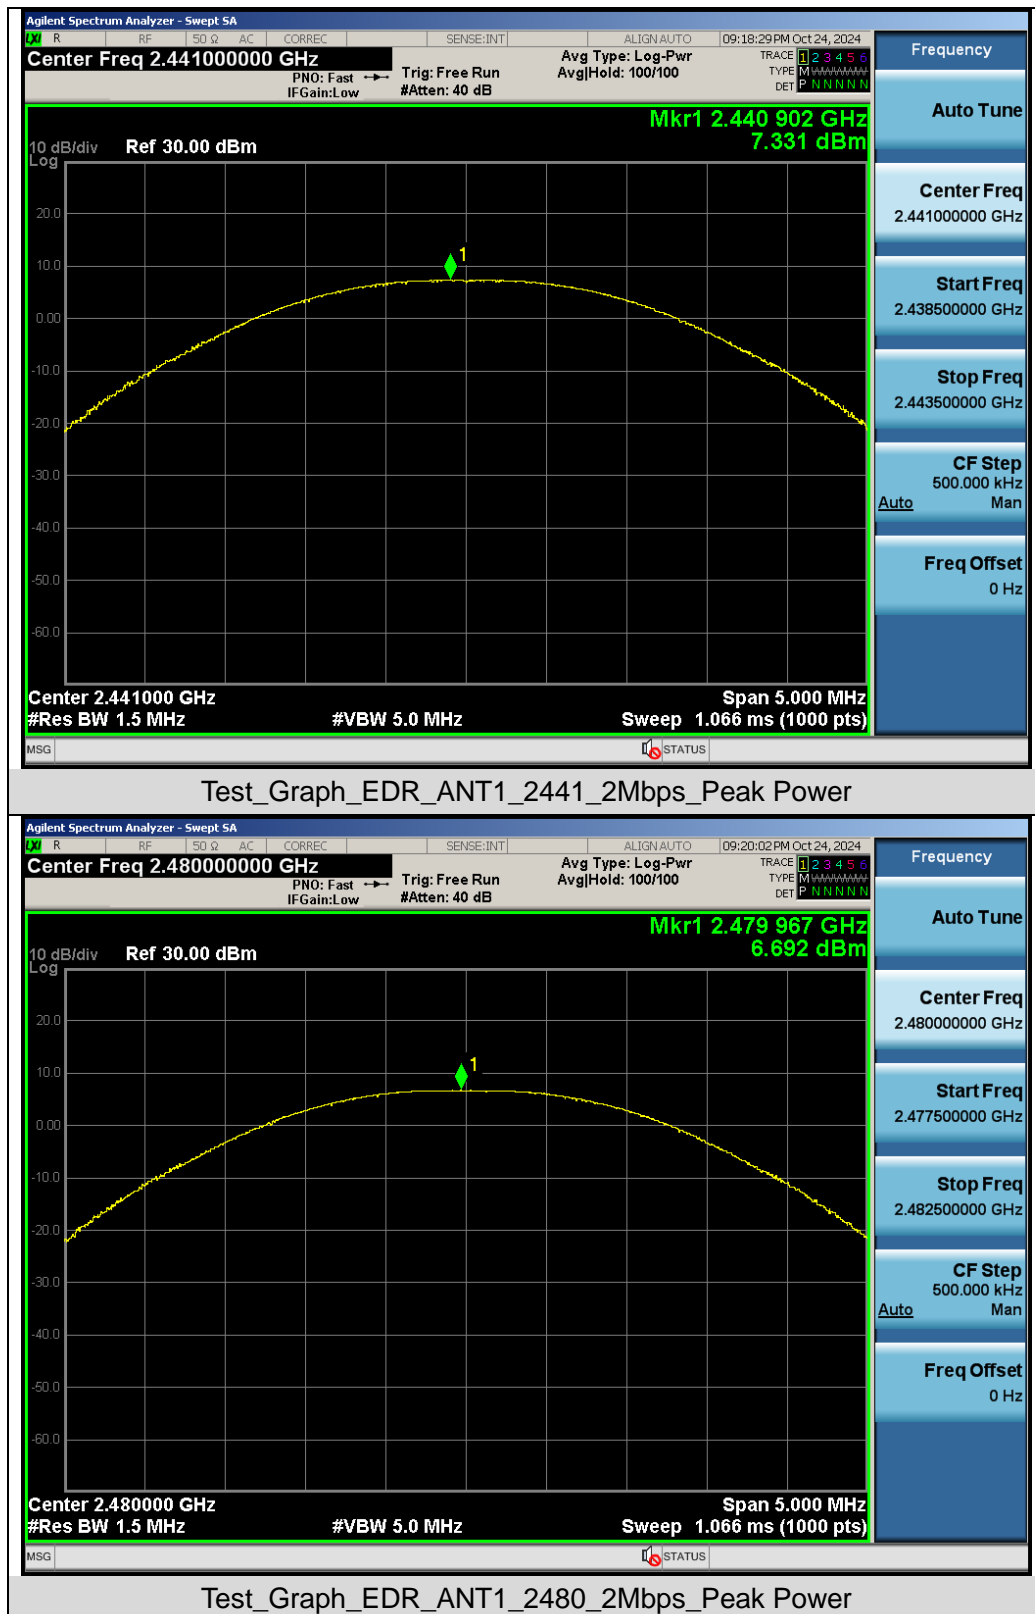 Agilent Spectrum Analyzer - Swept SA
LXI R RF 50 Ω AC CORREC SENSE:INT ALIGN AUTO 09:18:29 PM Oct 24, 2024
Center Freq 2.441000000 GHz
PNO: Fast
IFGain:Low
Trig: Free Run
#Atten: 40 dB
Avg Type: Log-Pwr
Avg|Hold: 100/100
TRACE 1 2 3 4 5 6
TYPE M WWWWW
DET P N N N N N
Frequency
Auto Tune
Center Freq
2.441000000 GHz
Start Freq
2.438500000 GHz
Stop Freq
2.443500000 GHz
CF Step
500.000 kHz
Auto Man
Freq Offset
0 Hz
Mkr1 2.440 902 GHz
7.331 dBm
10 dB/div Ref 30.00 dBm
Log
20.0
1
10.0
0.00
-10.0
-20.0
-30.0
-40.0
-50.0
-60.0
Center 2.441000 GHz Span 5.000 MHz
#Res BW 1.5 MHz #VBW 5.0 MHz Sweep 1.066 ms (1000 pts)
MSG STATUS
Test_Graph_EDR_ANT1_2441_2Mbps_Peak Power
Agilent Spectrum Analyzer - Swept SA
LXI R RF 50 Ω AC CORREC SENSE:INT ALIGN AUTO 09:20:02 PM Oct 24, 2024
Center Freq 2.480000000 GHz
PNO: Fast
IFGain:Low
Trig: Free Run
#Atten: 40 dB
Avg Type: Log-Pwr
Avg|Hold: 100/100
TRACE 1 2 3 4 5 6
TYPE M WWWWW
DET P N N N N N
Frequency
Auto Tune
Center Freq
2.480000000 GHz
Start Freq
2.477500000 GHz
Stop Freq
2.482500000 GHz
CF Step
500.000 kHz
Auto Man
Freq Offset
0 Hz
Mkr1 2.479 967 GHz
6.692 dBm
10 dB/div Ref 30.00 dBm
Log
20.0
1
10.0
0.00
-10.0
-20.0
-30.0
-40.0
-50.0
-60.0
Center 2.480000 GHz Span 5.000 MHz
#Res BW 1.5 MHz #VBW 5.0 MHz Sweep 1.066 ms (1000 pts)
MSG STATUS
Test_Graph_EDR_ANT1_2480_2Mbps_Peak Power